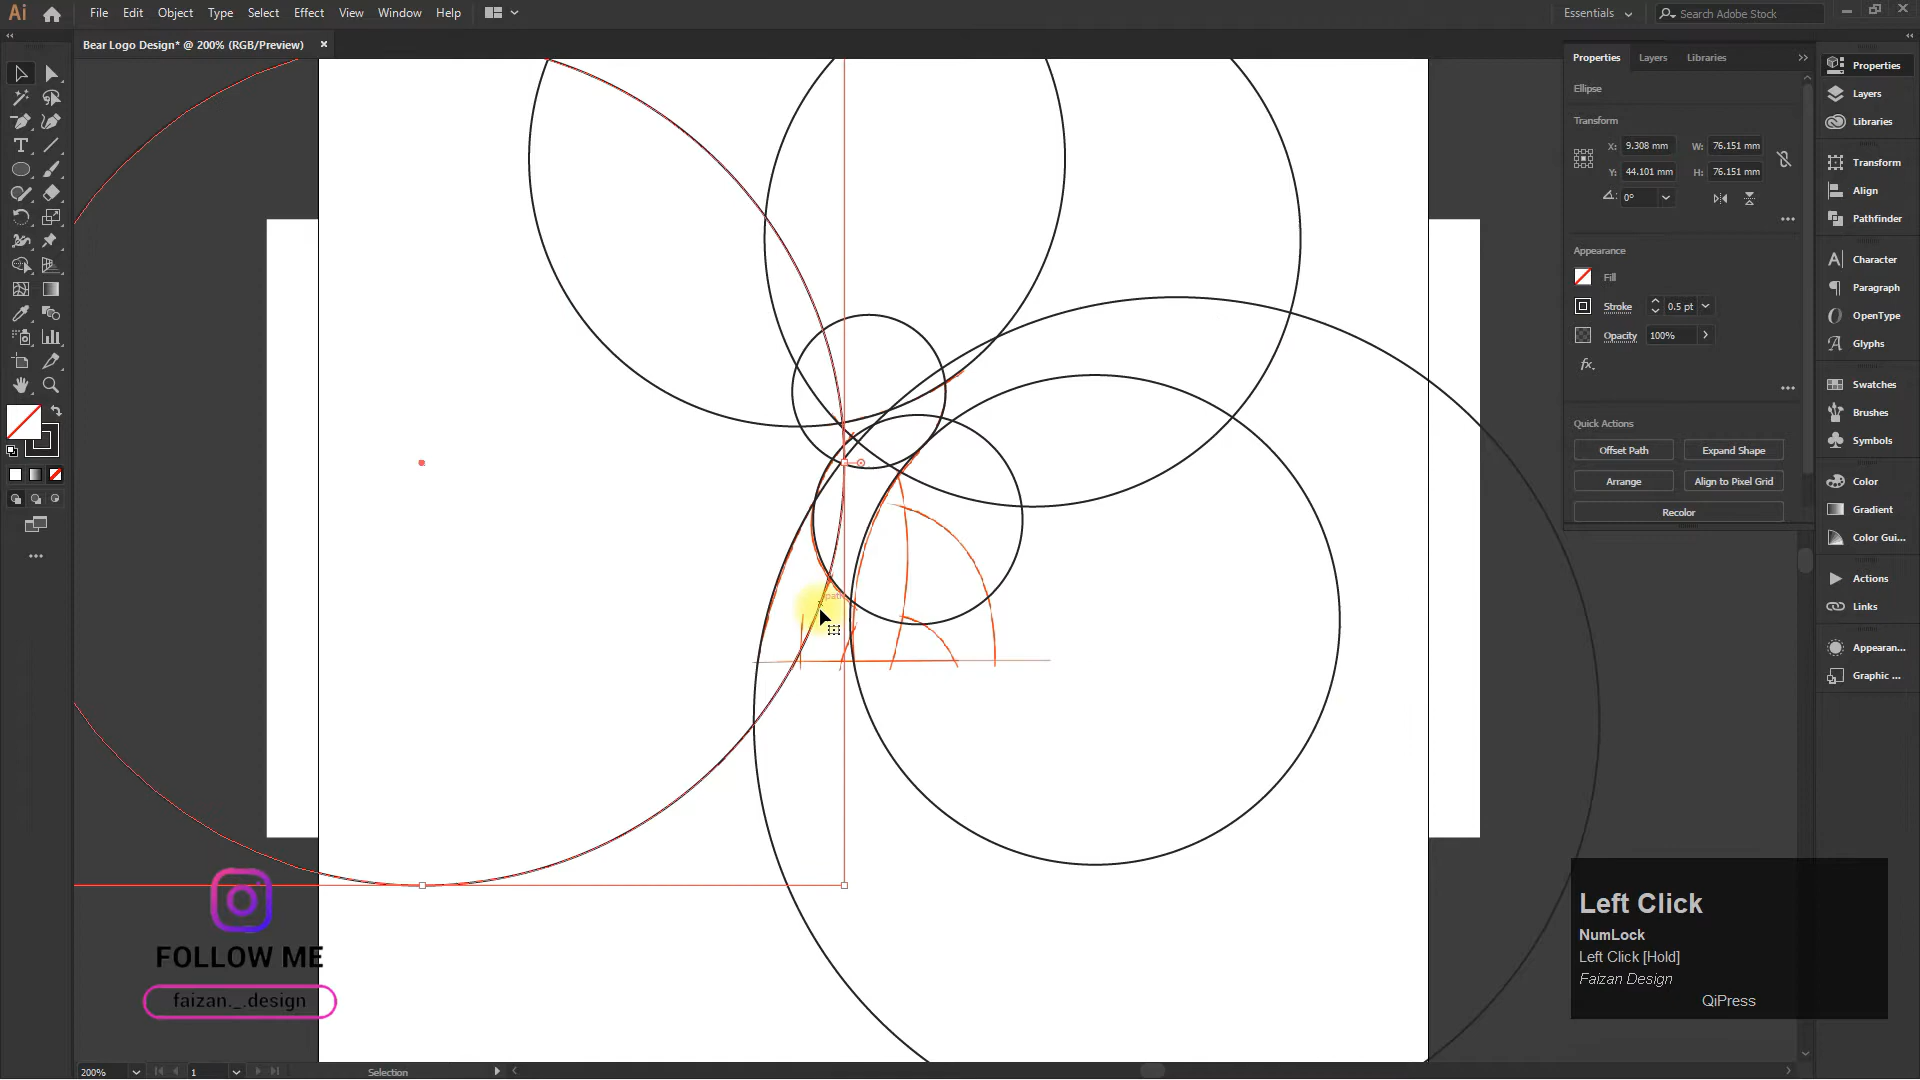 Ai File Edit Object Type Select Effect View Window Help
Essentials
Search Adobe Stock
Bear Logo Design* @ 200% (RGB/Preview) ×
Properties Layers Libraries
Ellipse
Transform
X: 9.308 mm W: 76.151 mm
Y: 44.101 mm H: 76.151 mm
0°
Appearance
Fill
Stroke 0.5 pt
Opacity 100%
fx.
Quick Actions
Offset Path Expand Shape
Arrange Align to Pixel Grid
Recolor
Properties
Layers
Libraries
Transform
Align
Pathfinder
Character
Paragraph
OpenType
Glyphs
Swatches
Brushes
Symbols
Color
Gradient
Color Gui...
Actions
Links
Appearan...
Graphic ...
path
FOLLOW ME
faizan._.design
Left Click
NumLock
Left Click [Hold]
Faizan Design
QiPress
200% 1 Selection